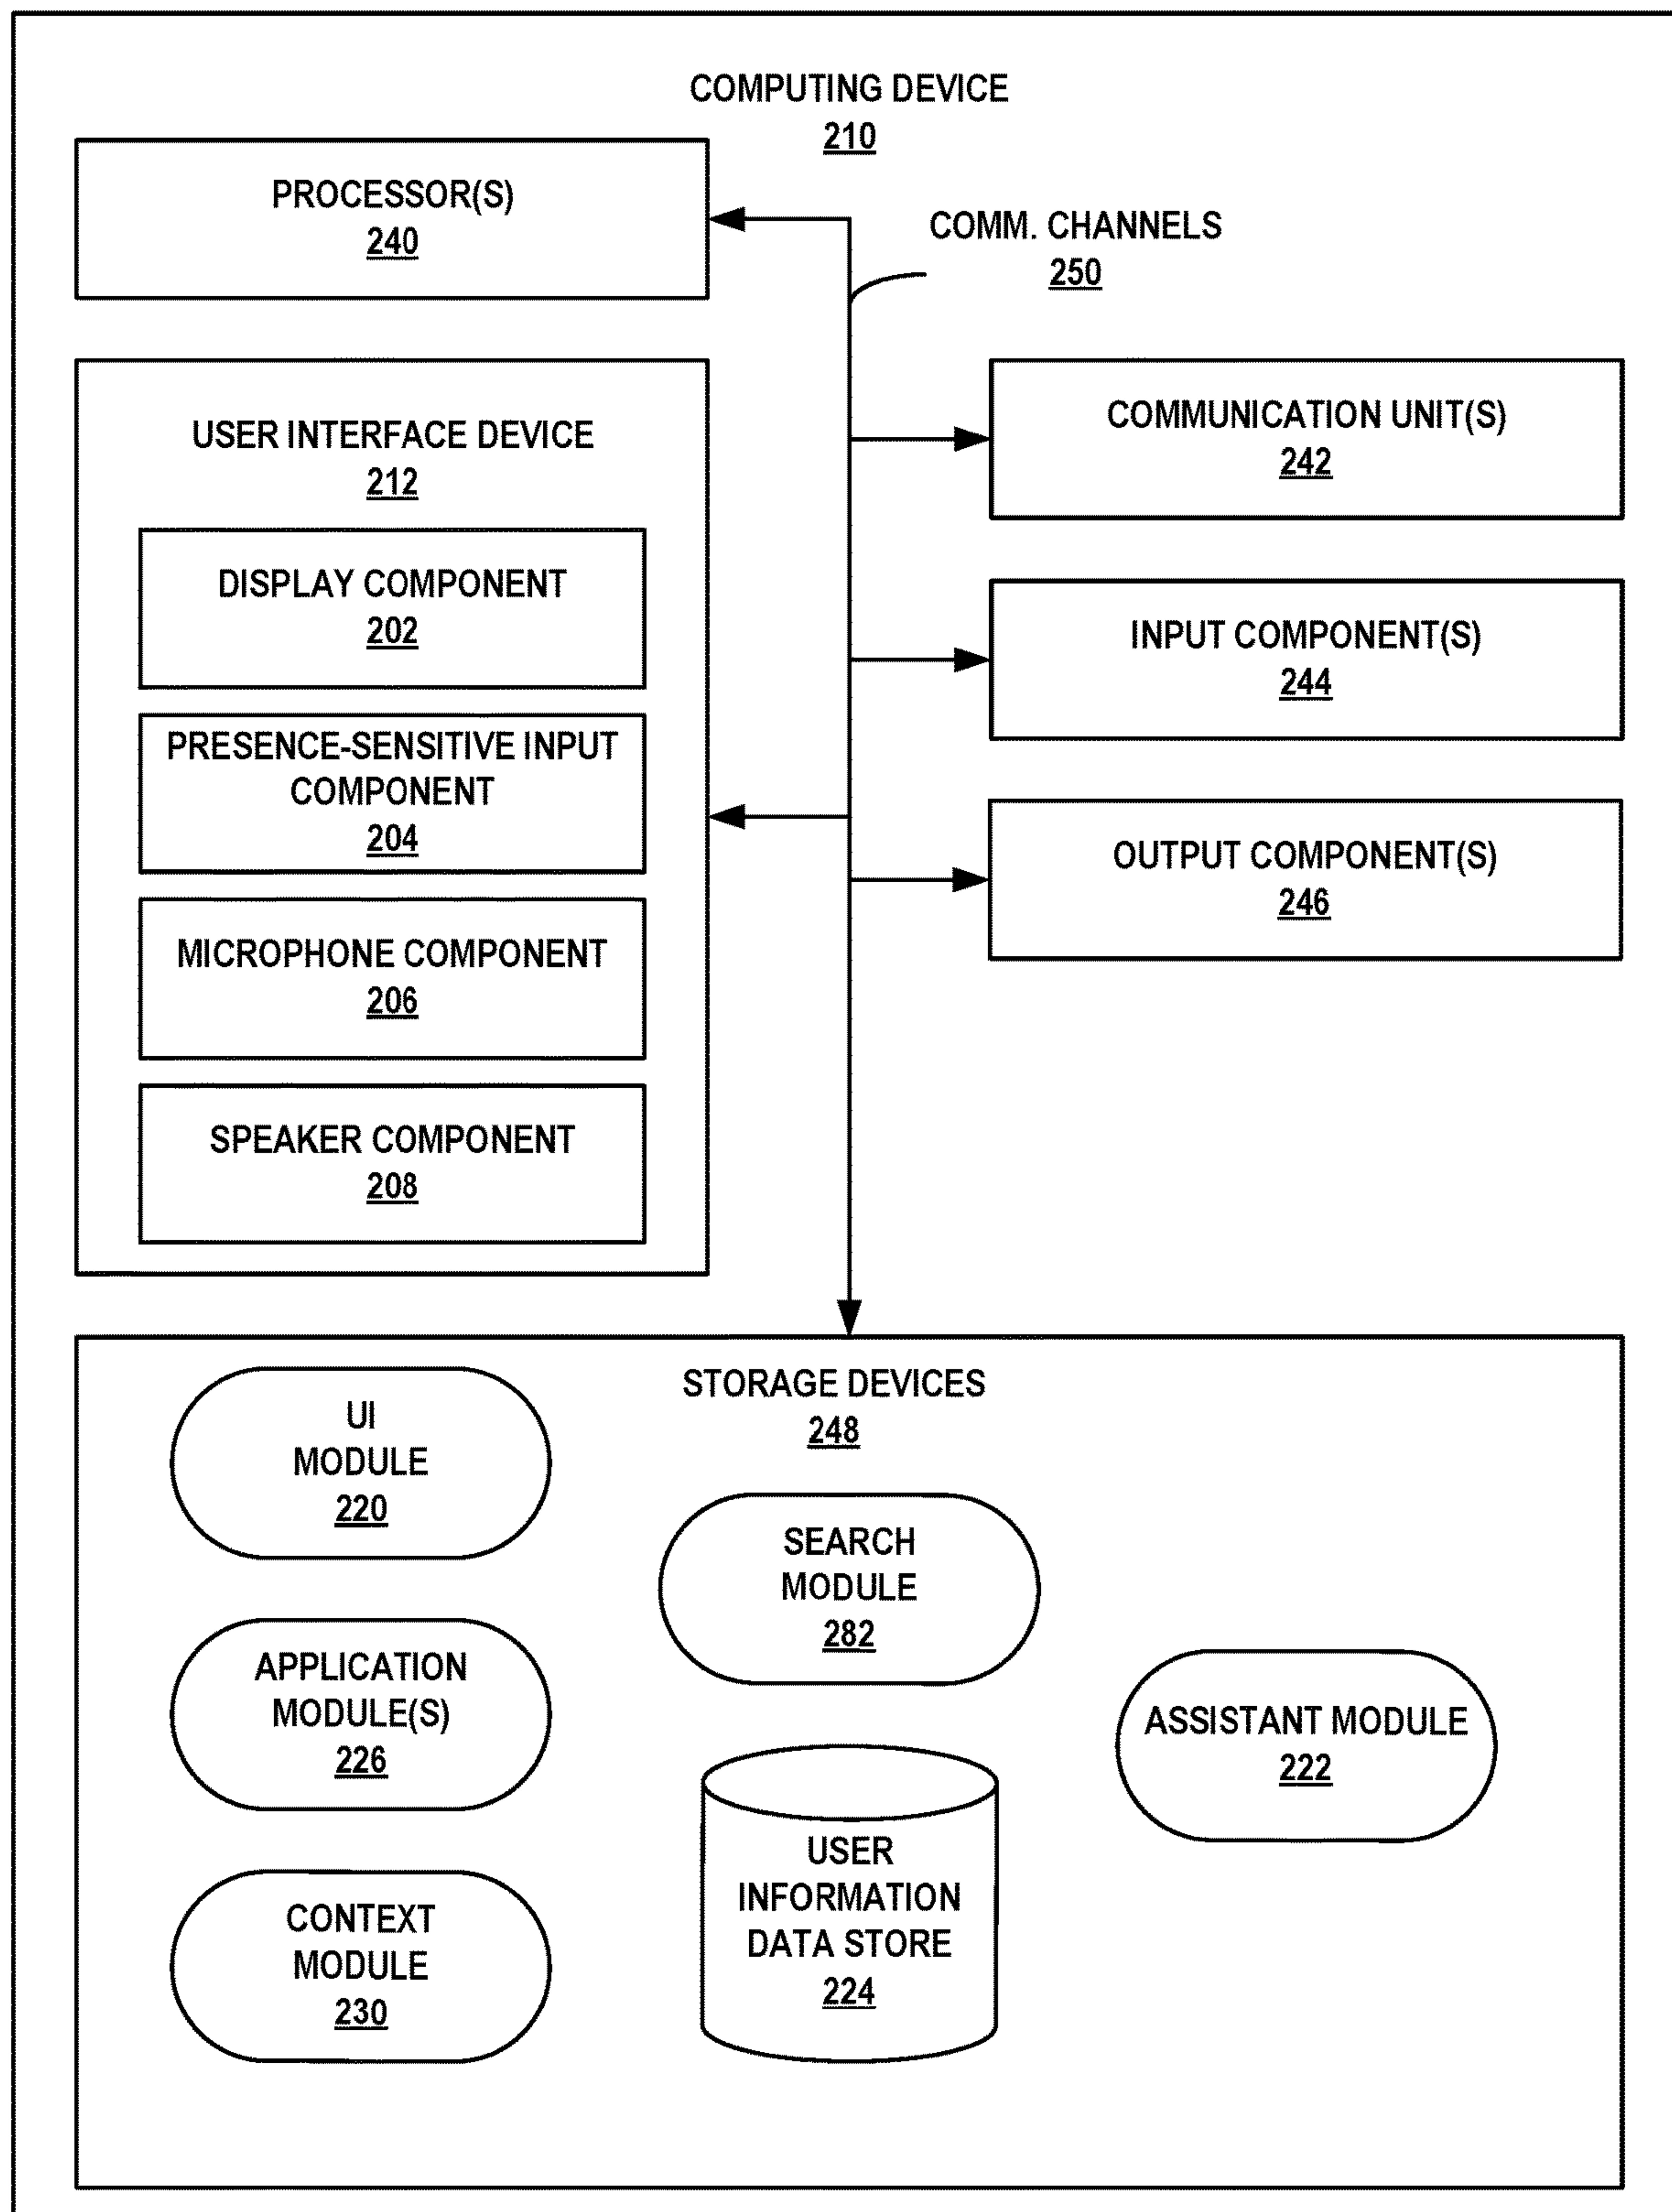 COMPUTING DEVICE
210
PROCESSOR(S)
240
COMM. CHANNELS
250
USER INTERFACE DEVICE
212
DISPLAY COMPONENT
202
PRESENCE-SENSITIVE INPUT
COMPONENT
204
MICROPHONE COMPONENT
206
SPEAKER COMPONENT
208
COMMUNICATION UNIT(S)
242
INPUT COMPONENT(S)
244
OUTPUT COMPONENT(S)
246
STORAGE DEVICES
248
UI
MODULE
220
APPLICATION
MODULE(S)
226
CONTEXT
MODULE
230
SEARCH
MODULE
282
USER
INFORMATION
DATA STORE
224
ASSISTANT MODULE
222